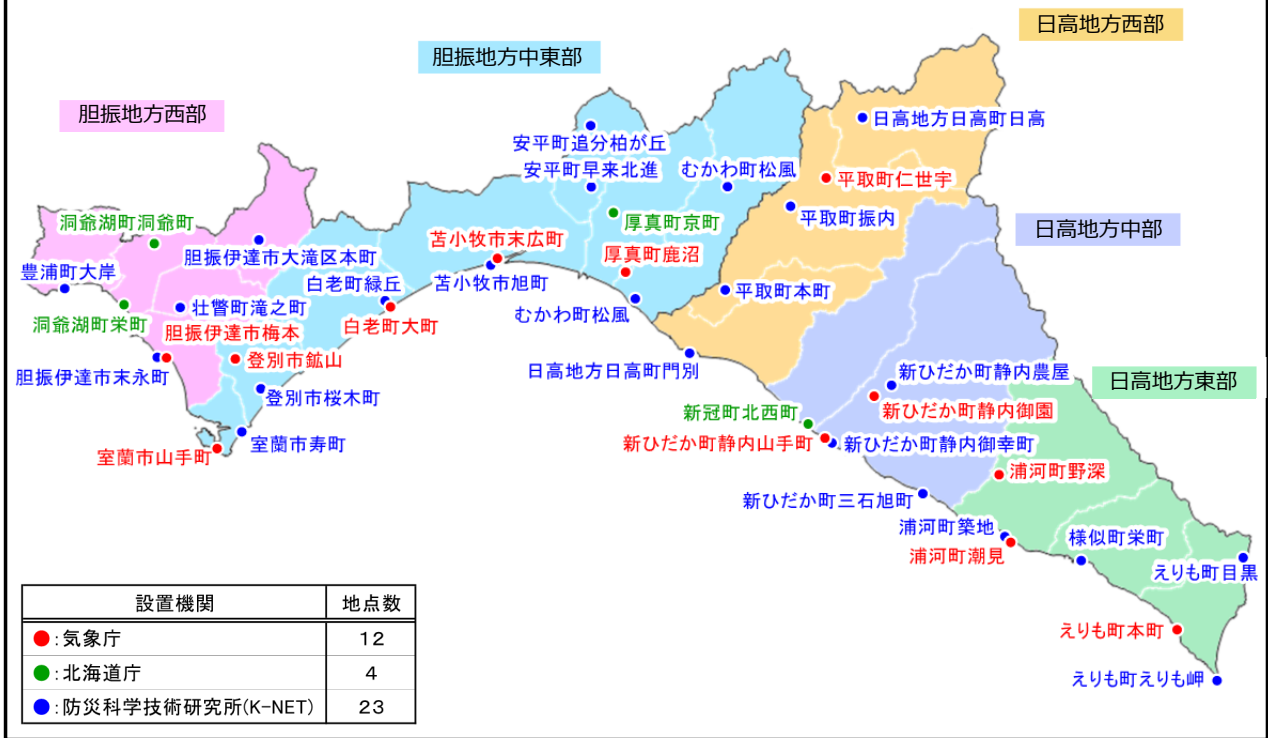 日高地方西部
胆振地方中東部
胆振地方西部
日高地方日高町日高
安平町追分柏が丘
安平町早来北進
むかわ町松風
平取町仁世宇
平取町振内
洞爺湖町洞爺町
厚真町京町
日高地方中部
苫小牧市末広町
胆振伊達市大滝区本町
厚真町鹿沼
豊浦町大岸
白老町緑丘
苫小牧市旭町
平取町本町
壮瞥町滝之町
むかわ町松風
洞爺湖町栄町
白老町大町
胆振伊達市梅本
登別市鉱山
胆振伊達市末永町
日高地方日高町門別
新ひだか町静内農屋
日高地方東部
登別市桜木町
新冠町北西町
新ひだか町静内御園
室蘭市寿町
新ひだか町静内山手町
新ひだか町静内御幸町
室蘭市山手町
浦河町野深
新ひだか町三石旭町
浦河町築地
様似町栄町
浦河町潮見
えりも町目黒
えりも町本町
えりも町えりも岬
設置機関 地点数
●:気象庁 12
●:北海道庁 4
●:防災科学技術研究所(K-NET) 23